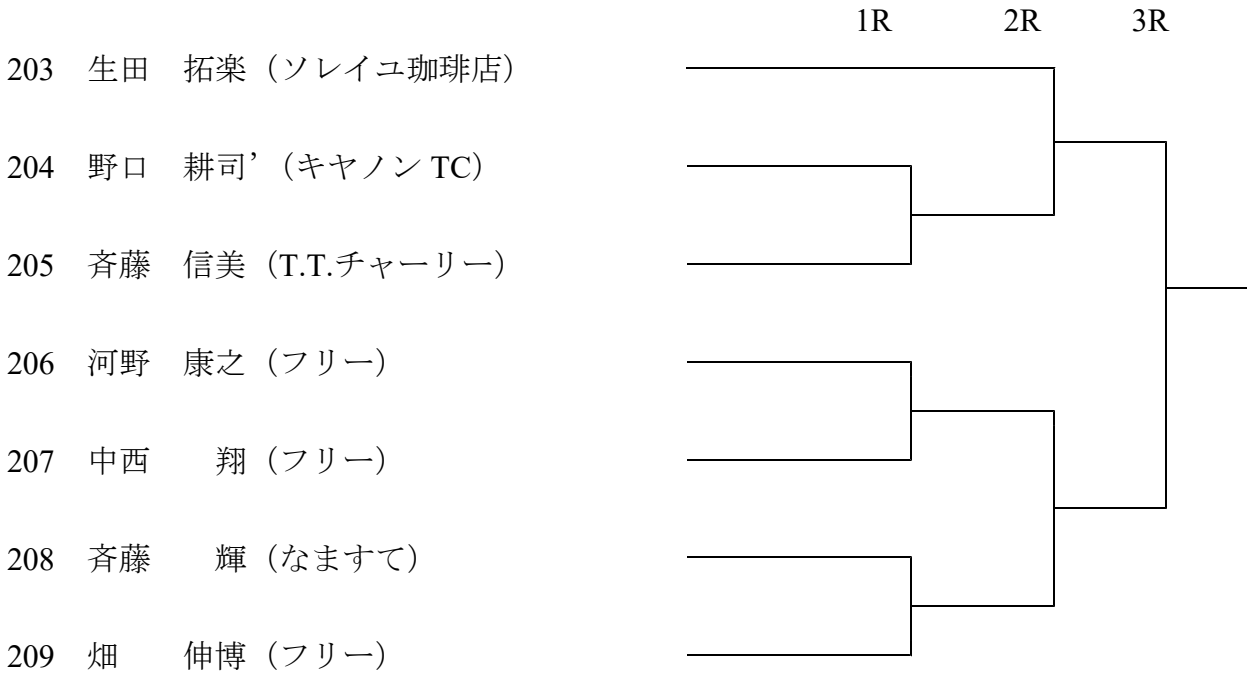 1R 2R 3R
203 生田 拓楽（ソレイユ珈琲店）
204 野口 耕司’（キヤノン TC）
205 斉藤 信美（T.T.チャーリー）
206 河野 康之（フリー）
207 中西 翔（フリー）
208 斉藤 輝（なますて）
209 畑 伸博（フリー）